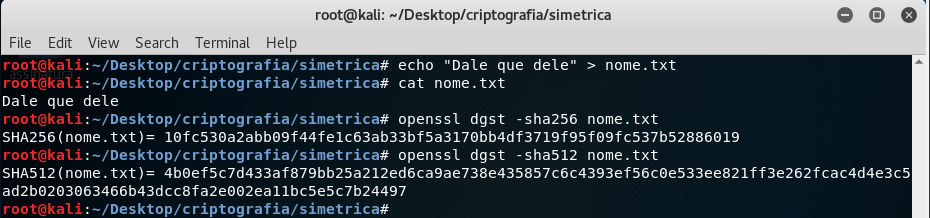 root@kali: ~/Desktop/criptografia/simetrica
File Edit View Search Terminal Help
root@kali:~/Desktop/criptografia/simetrica# echo "Dale que dele" > nome.txt
root@kali:~/Desktop/criptografia/simetrica# cat nome.txt
Dale que dele
root@kali:~/Desktop/criptografia/simetrica# openssl dgst -sha256 nome.txt
SHA256(nome.txt)= 10fc530a2abb09f44fe1c63ab33bf5a3170bb4df3719f95f09fc537b52886019
root@kali:~/Desktop/criptografia/simetrica# openssl dgst -sha512 nome.txt
SHA512(nome.txt)= 4b0ef5c7d433af879bb25a212ed6ca9ae738e435857c6c4393ef56c0e533ee821ff3e262fcac4d4e3c5
ad2b0203063466b43dcc8fa2e002ea11bc5e5c7b24497
root@kali:~/Desktop/criptografia/simetrica#
assinatura